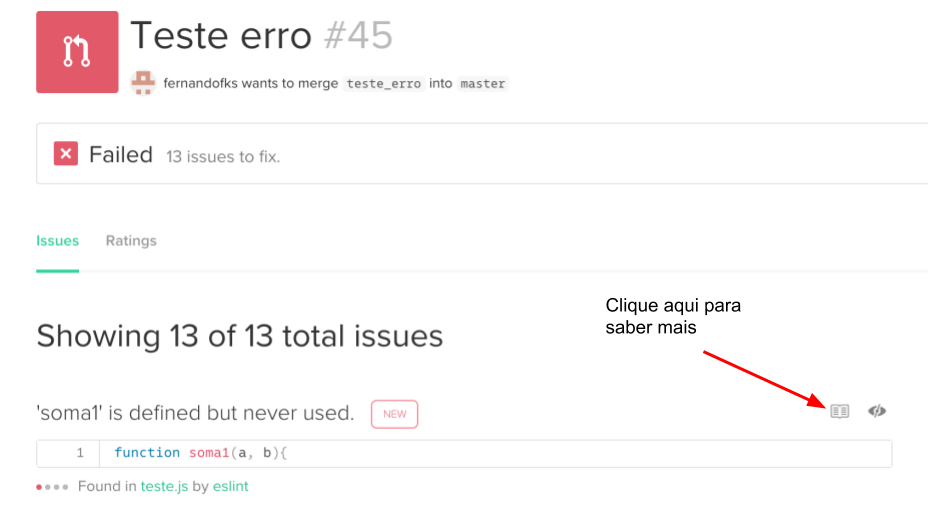 Teste erro #45
fernandofks wants to merge teste_erro into master
Failed 13 issues to fix.
Issues Ratings
Clique aqui para
saber mais
Showing 13 of 13 total issues
'soma1' is defined but never used. NEW
1 function soma1(a, b){
Found in teste.js by eslint